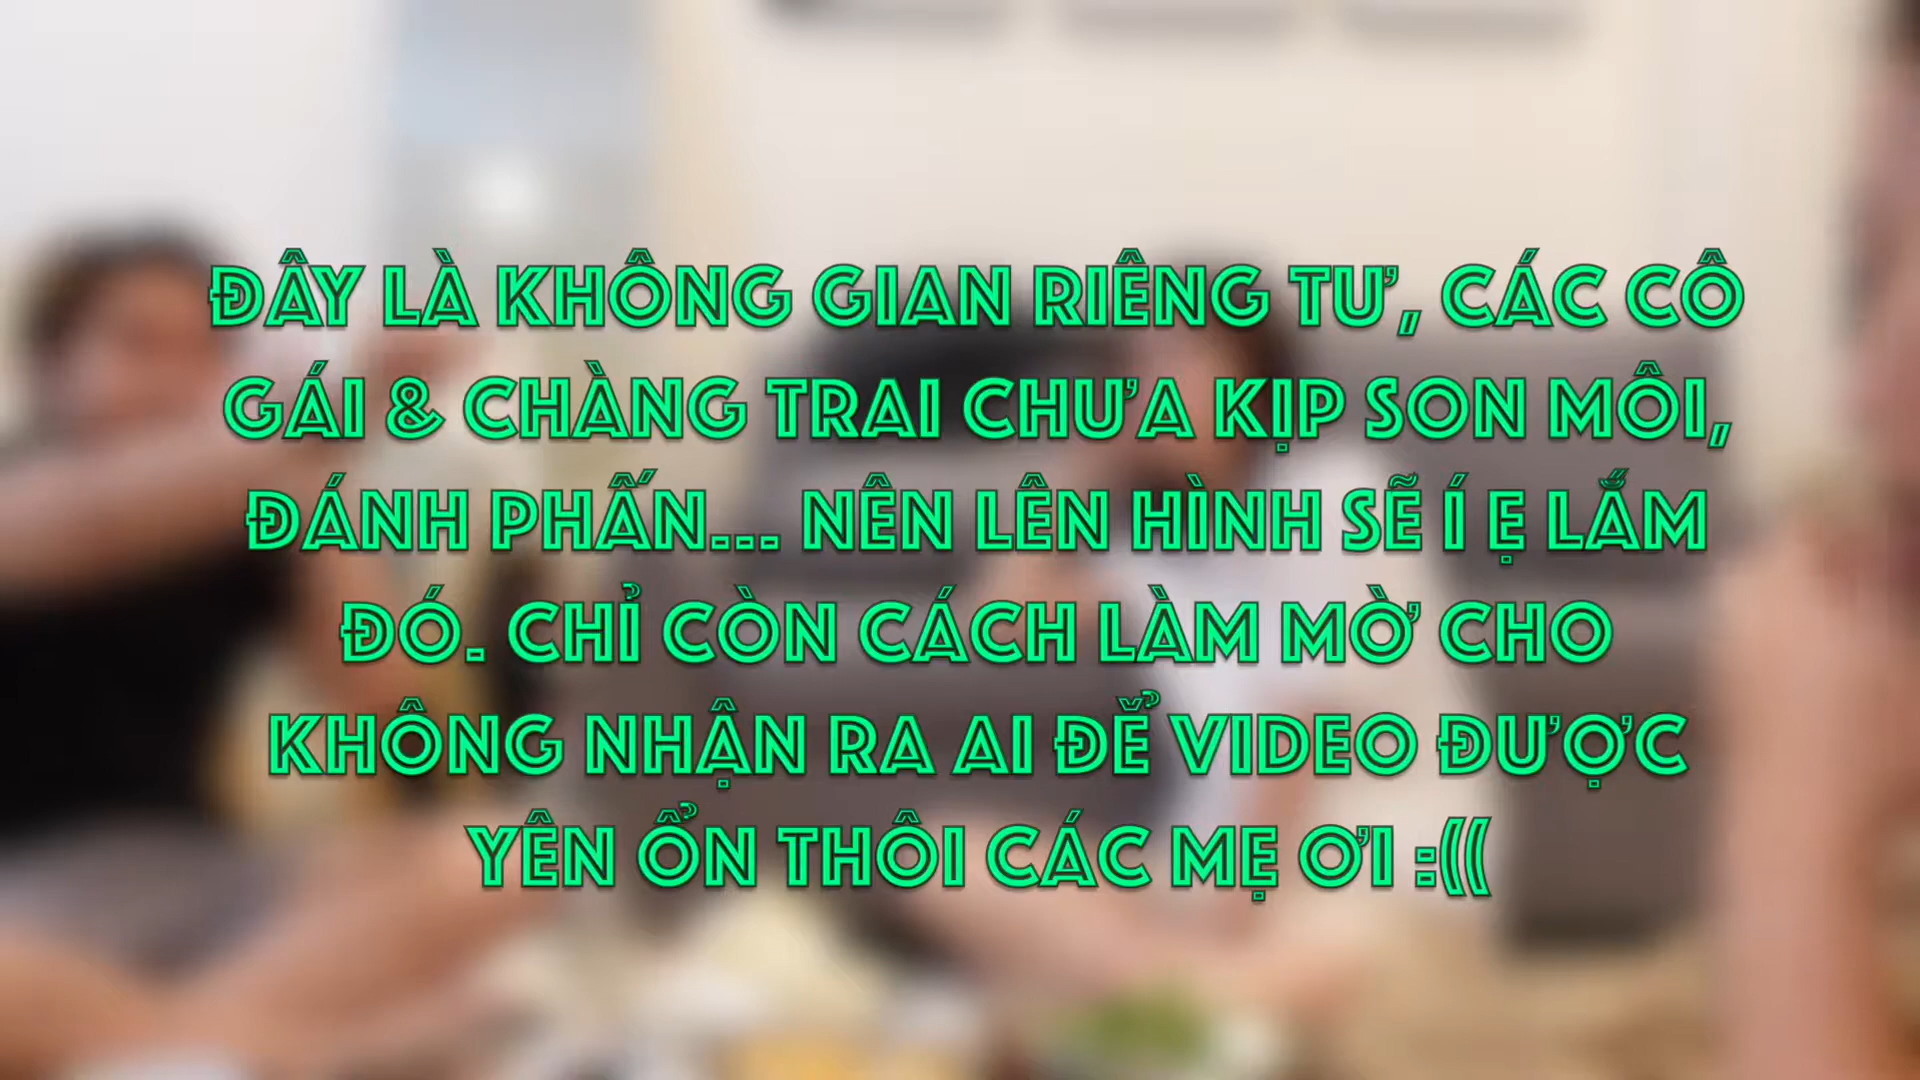 ĐÂY LÀ KHÔNG GIAN RIÊNG TƯ, CÁC CÔ
GÁI & CHÀNG TRAI CHƯA KỊP SON MÔI,
ĐÁNH PHẤN... NÊN LÊN HÌNH SẼ Í Ẹ LẮM
ĐÓ. CHỈ CÒN CÁCH LÀM MỜ CHO
KHÔNG NHẬN RA AI ĐỂ VIDEO ĐƯỢC
YÊN ỔN THÔI CÁC MẸ ƠI :((